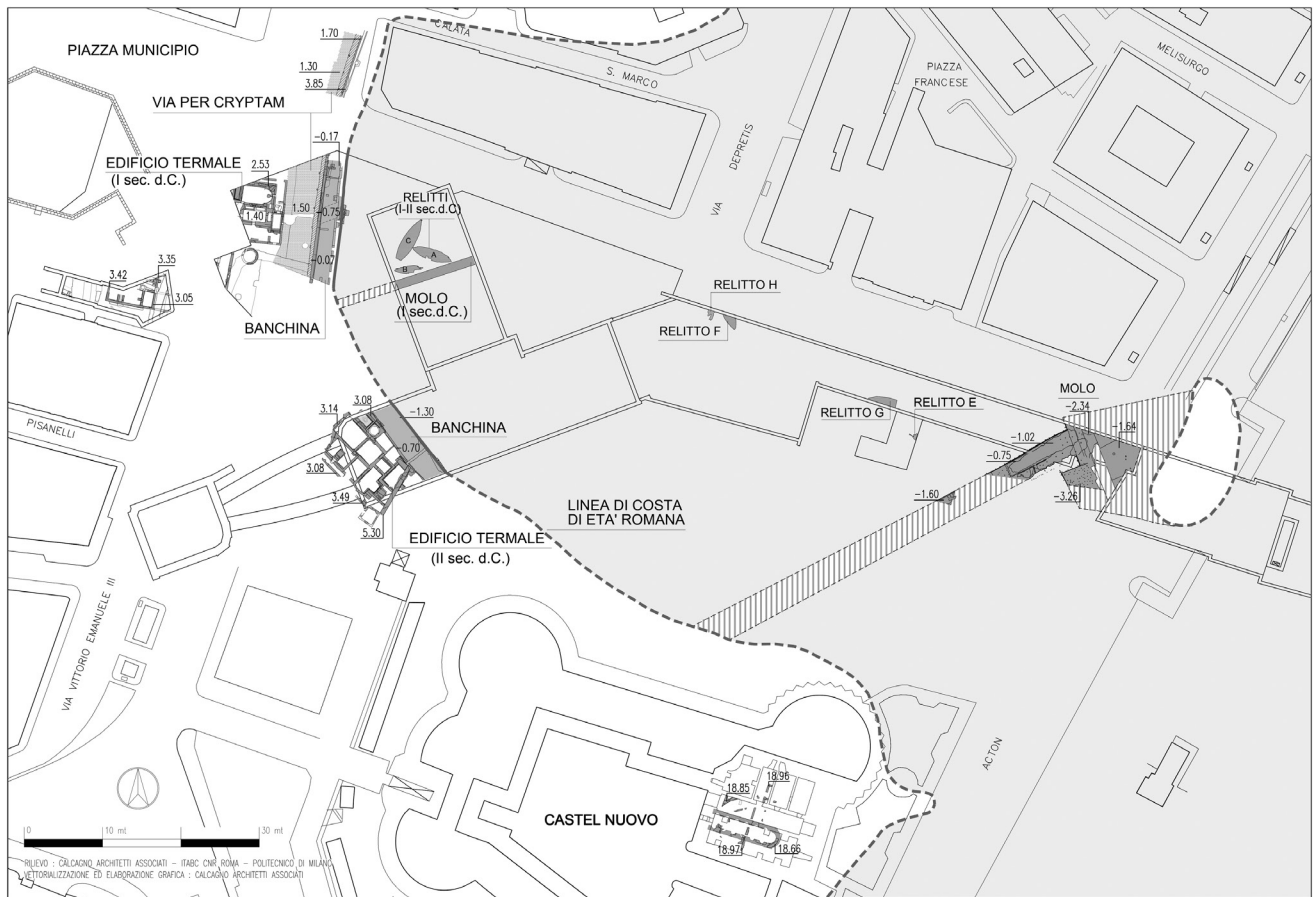 PIAZZA MUNICIPIO
1.70
1.30
3.85
CALATA
S. MARCO
PIAZZA
FRANCESE
MELISURGO
VIA PER CRYPTAM
-0.17
EDIFICIO TERMALE
(I sec. d.C.)
2.53
1.40
1.50
-0.75
-0.07
RELITTI
(I-II sec.d.C)
C
A
B
VIA
DEPRETIS
3.42
3.35
3.05
BANCHINA
MOLO
(I sec.d.C.)
RELITTO H
RELITTO F
RELITTO G
RELITTO E
MOLO
-2.34
-1.64
-1.02
-0.75
-3.26
-1.60
PISANELLI
3.14
3.08
-1.30
BANCHINA
-0.70
3.08
3.49
5.30
EDIFICIO TERMALE
(II sec. d.C.)
LINEA DI COSTA
DI ETA' ROMANA
VIA VITTORIO EMANUELE III
ACTON
CASTEL NUOVO
18.85
18.96
18.97
18.66
0
10 mt
30 mt
RILIEVO : CALCAGNO ARCHITETTI ASSOCIATI - ITABC CNR ROMA - POLITECNICO DI MILANO
VETTORIALIZZAZIONE ED ELABORAZIONE GRAFICA : CALCAGNO ARCHITETTI ASSOCIATI